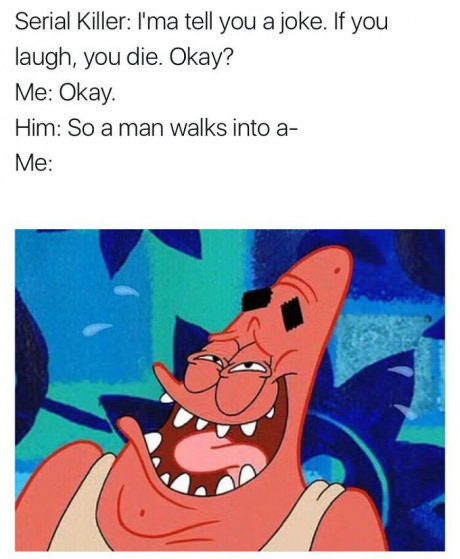 Serial Killer: I'ma tell you a joke. If you
laugh, you die. Okay?
Me: Okay.
Him: So a man walks into a-
Me: